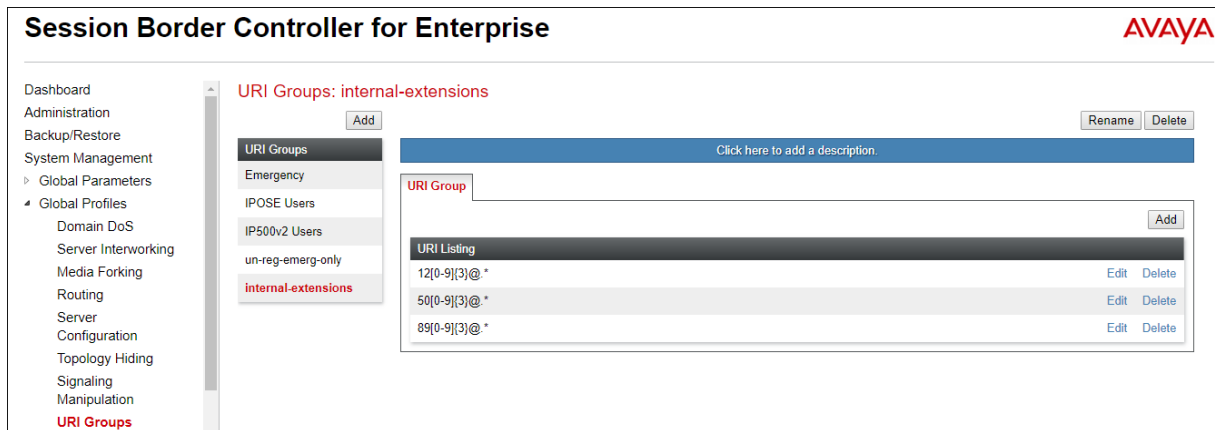 Session Border Controller for Enterprise
AVAYA
Dashboard
Administration
Backup/Restore
System Management
Global Parameters
Global Profiles
Domain DoS
Server Interworking
Media Forking
Routing
Server
Configuration
Topology Hiding
Signaling
Manipulation
URI Groups
URI Groups: internal-extensions
Add
Rename Delete
URI Groups
Emergency
IPOSE Users
IP500v2 Users
un-reg-emerg-only
internal-extensions
Click here to add a description.
URI Group
Add
URI Listing
12[0-9]{3}@.* Edit Delete
50[0-9]{3}@.* Edit Delete
89[0-9]{3}@.* Edit Delete